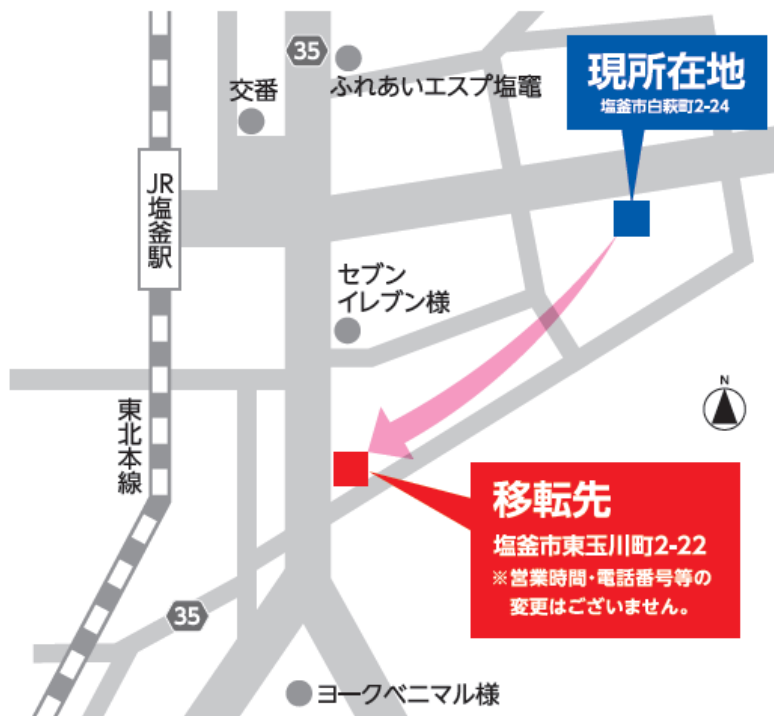 35
ふれあいエスプ塩竈
交番
現所在地
塩釜市白萩町2-24
JR塩釜駅
セブン
イレブン様
N
東北本線
移転先
塩釜市東玉川町2-22
※営業時間・電話番号等の
変更はございません。
35
ヨークベニマル様